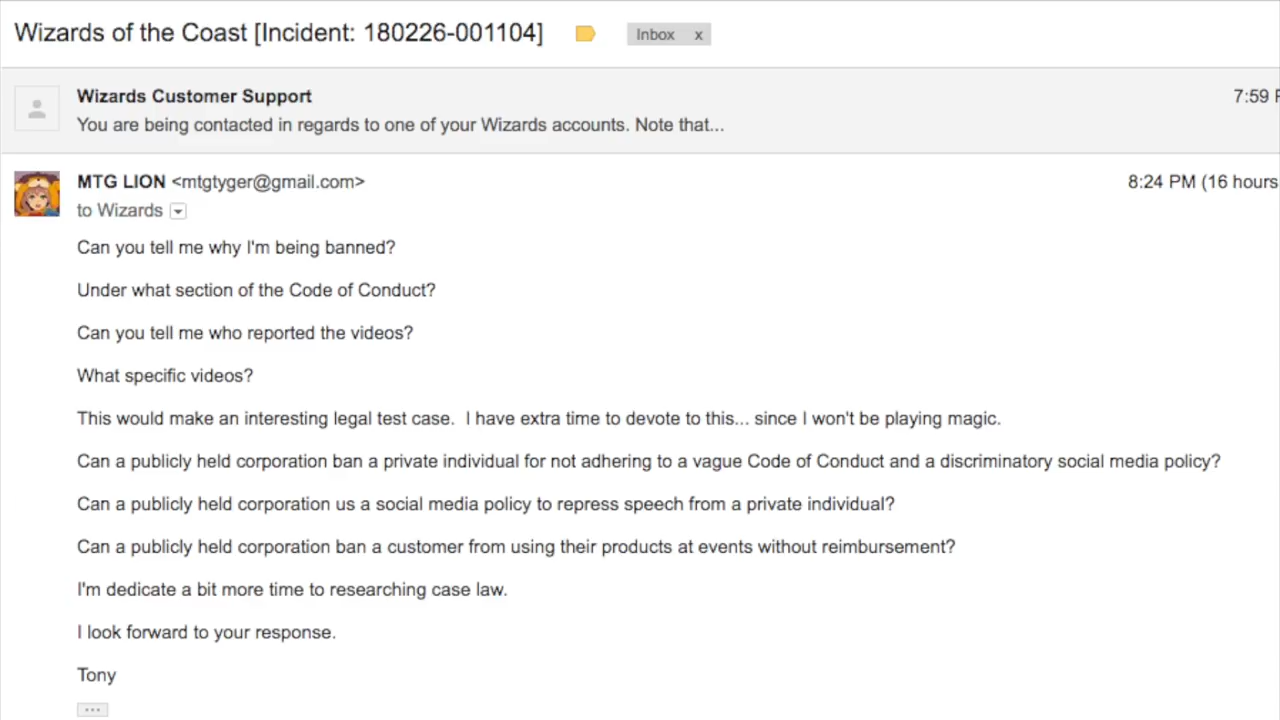 Wizards of the Coast [Incident: 180226-001104] Inbox x
Wizards Customer Support 7:59
You are being contacted in regards to one of your Wizards accounts. Note that...
MTG LION <mtgtyger@gmail.com> 8:24 PM (16 hours
to Wizards
Can you tell me why I'm being banned?
Under what section of the Code of Conduct?
Can you tell me who reported the videos?
What specific videos?
This would make an interesting legal test case. I have extra time to devote to this... since I won't be playing magic.
Can a publicly held corporation ban a private individual for not adhering to a vague Code of Conduct and a discriminatory social media policy?
Can a publicly held corporation us a social media policy to repress speech from a private individual?
Can a publicly held corporation ban a customer from using their products at events without reimbursement?
I'm dedicate a bit more time to researching case law.
I look forward to your response.
Tony
...